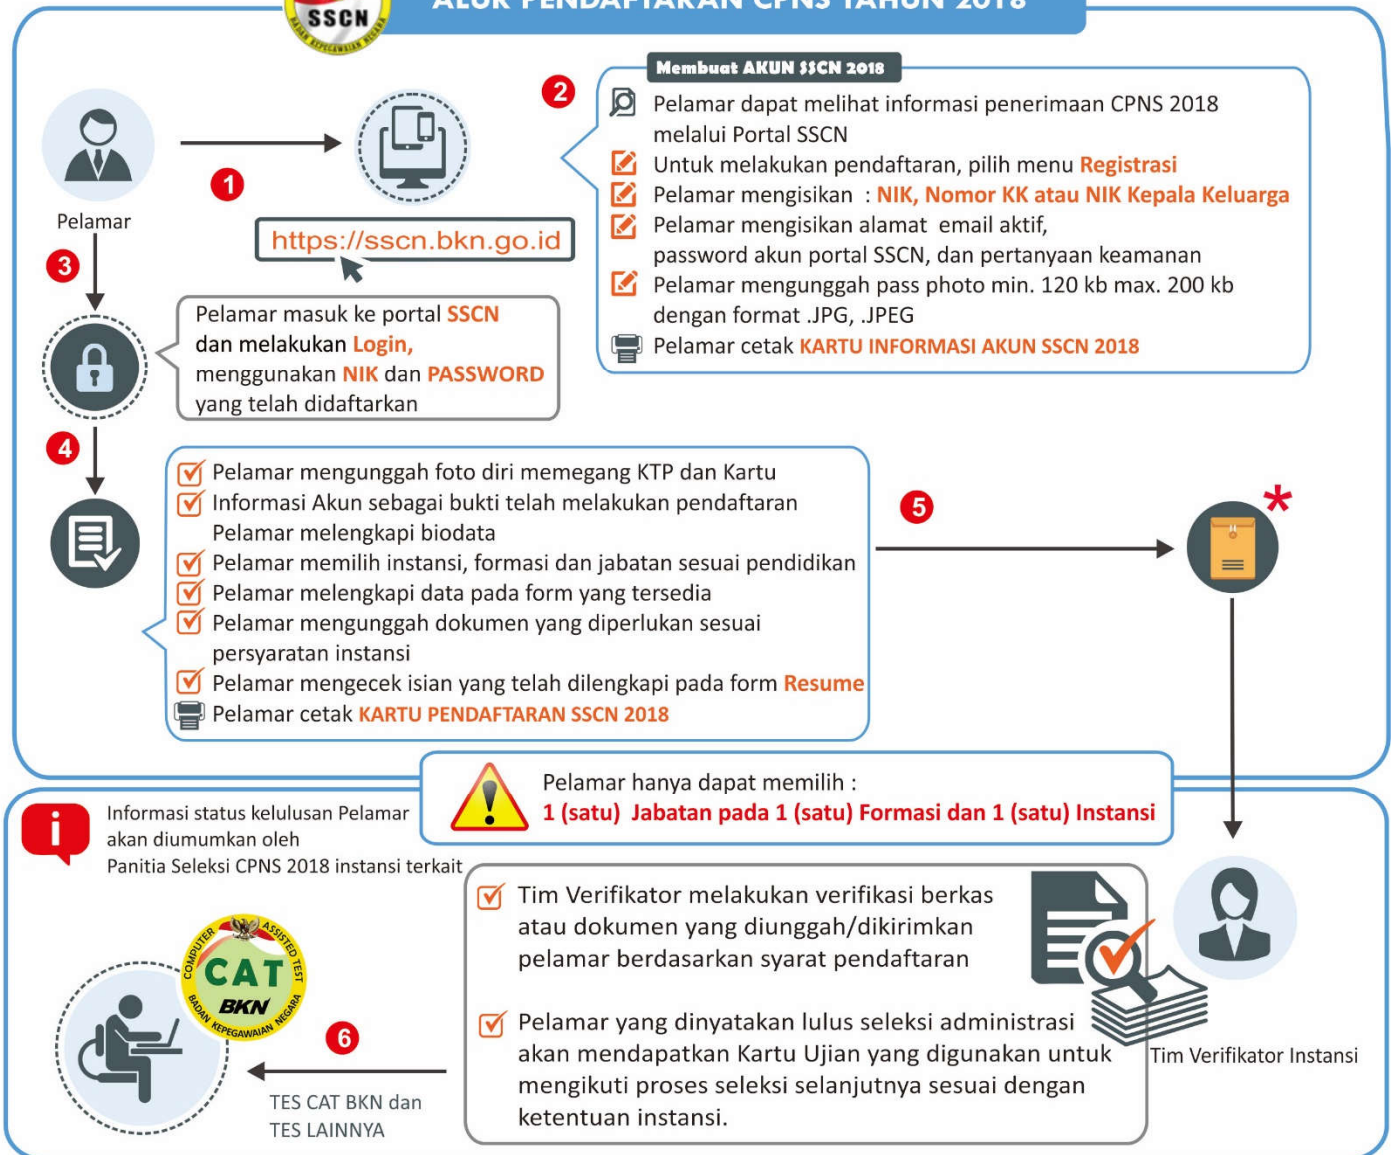 ALUR PENDAFTARAN CPNS TAHUN 2018
SSCN
BADAN KEPEGAWAIAN NEGARA
Pelamar
1
https://sscn.bkn.go.id
2
Membuat AKUN SSCN 2018
Pelamar dapat melihat informasi penerimaan CPNS 2018
melalui Portal SSCN
Untuk melakukan pendaftaran, pilih menu Registrasi
Pelamar mengisikan : NIK, Nomor KK atau NIK Kepala Keluarga
Pelamar mengisikan alamat email aktif,
password akun portal SSCN, dan pertanyaan keamanan
Pelamar mengunggah pass photo min. 120 kb max. 200 kb
dengan format .JPG, .JPEG
Pelamar cetak KARTU INFORMASI AKUN SSCN 2018
3
Pelamar masuk ke portal SSCN
dan melakukan Login,
menggunakan NIK dan PASSWORD
yang telah didaftarkan
4
Pelamar mengunggah foto diri memegang KTP dan Kartu
Informasi Akun sebagai bukti telah melakukan pendaftaran
Pelamar melengkapi biodata
Pelamar memilih instansi, formasi dan jabatan sesuai pendidikan
Pelamar melengkapi data pada form yang tersedia
Pelamar mengunggah dokumen yang diperlukan sesuai
persyaratan instansi
Pelamar mengecek isian yang telah dilengkapi pada form Resume
Pelamar cetak KARTU PENDAFTARAN SSCN 2018
5
*
Pelamar hanya dapat memilih :
1 (satu) Jabatan pada 1 (satu) Formasi dan 1 (satu) Instansi
i
Informasi status kelulusan Pelamar
akan diumumkan oleh
Panitia Seleksi CPNS 2018 instansi terkait
Tim Verifikator melakukan verifikasi berkas
atau dokumen yang diunggah/dikirimkan
pelamar berdasarkan syarat pendaftaran
Pelamar yang dinyatakan lulus seleksi administrasi
akan mendapatkan Kartu Ujian yang digunakan untuk
mengikuti proses seleksi selanjutnya sesuai dengan
ketentuan instansi.
Tim Verifikator Instansi
COMPUTER ASSISTED TEST
CAT
BKN
BADAN KEPEGAWAIAN NEGARA
6
TES CAT BKN dan
TES LAINNYA